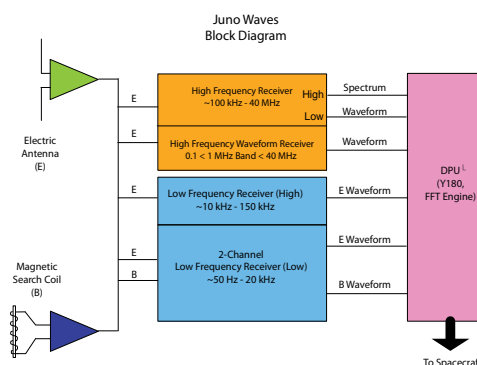 Juno Waves
Block Diagram
Electric
Antenna
(E)
Magnetic
Search Coil
(B)
E
E
E
E
B
High Frequency Receiver
~100 kHz - 40 MHz
High
Low
High Frequency Waveform Receiver
0.1 < 1 MHz Band < 40 MHz
Low Frequency Receiver (High)
~10 kHz - 150 kHz
2-Channel
Low Frequency Receiver (Low)
~50 Hz - 20 kHz
Spectrum
Waveform
Waveform
E Waveform
E Waveform
B Waveform
DPU L
(Y180,
FFT Engine)
To Spacecraf